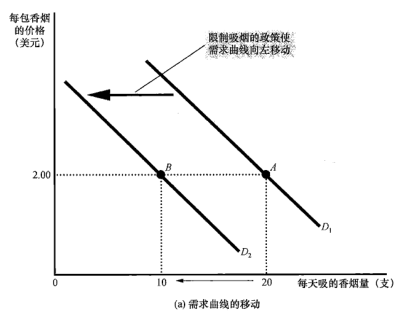 每包香烟
的价格
(美元)
限制吸烟的政策使
需求曲线向左移动
2.00
B
A
D₁
D₂
0
10
20
每天吸的香烟量(支)
(a) 需求曲线的移动